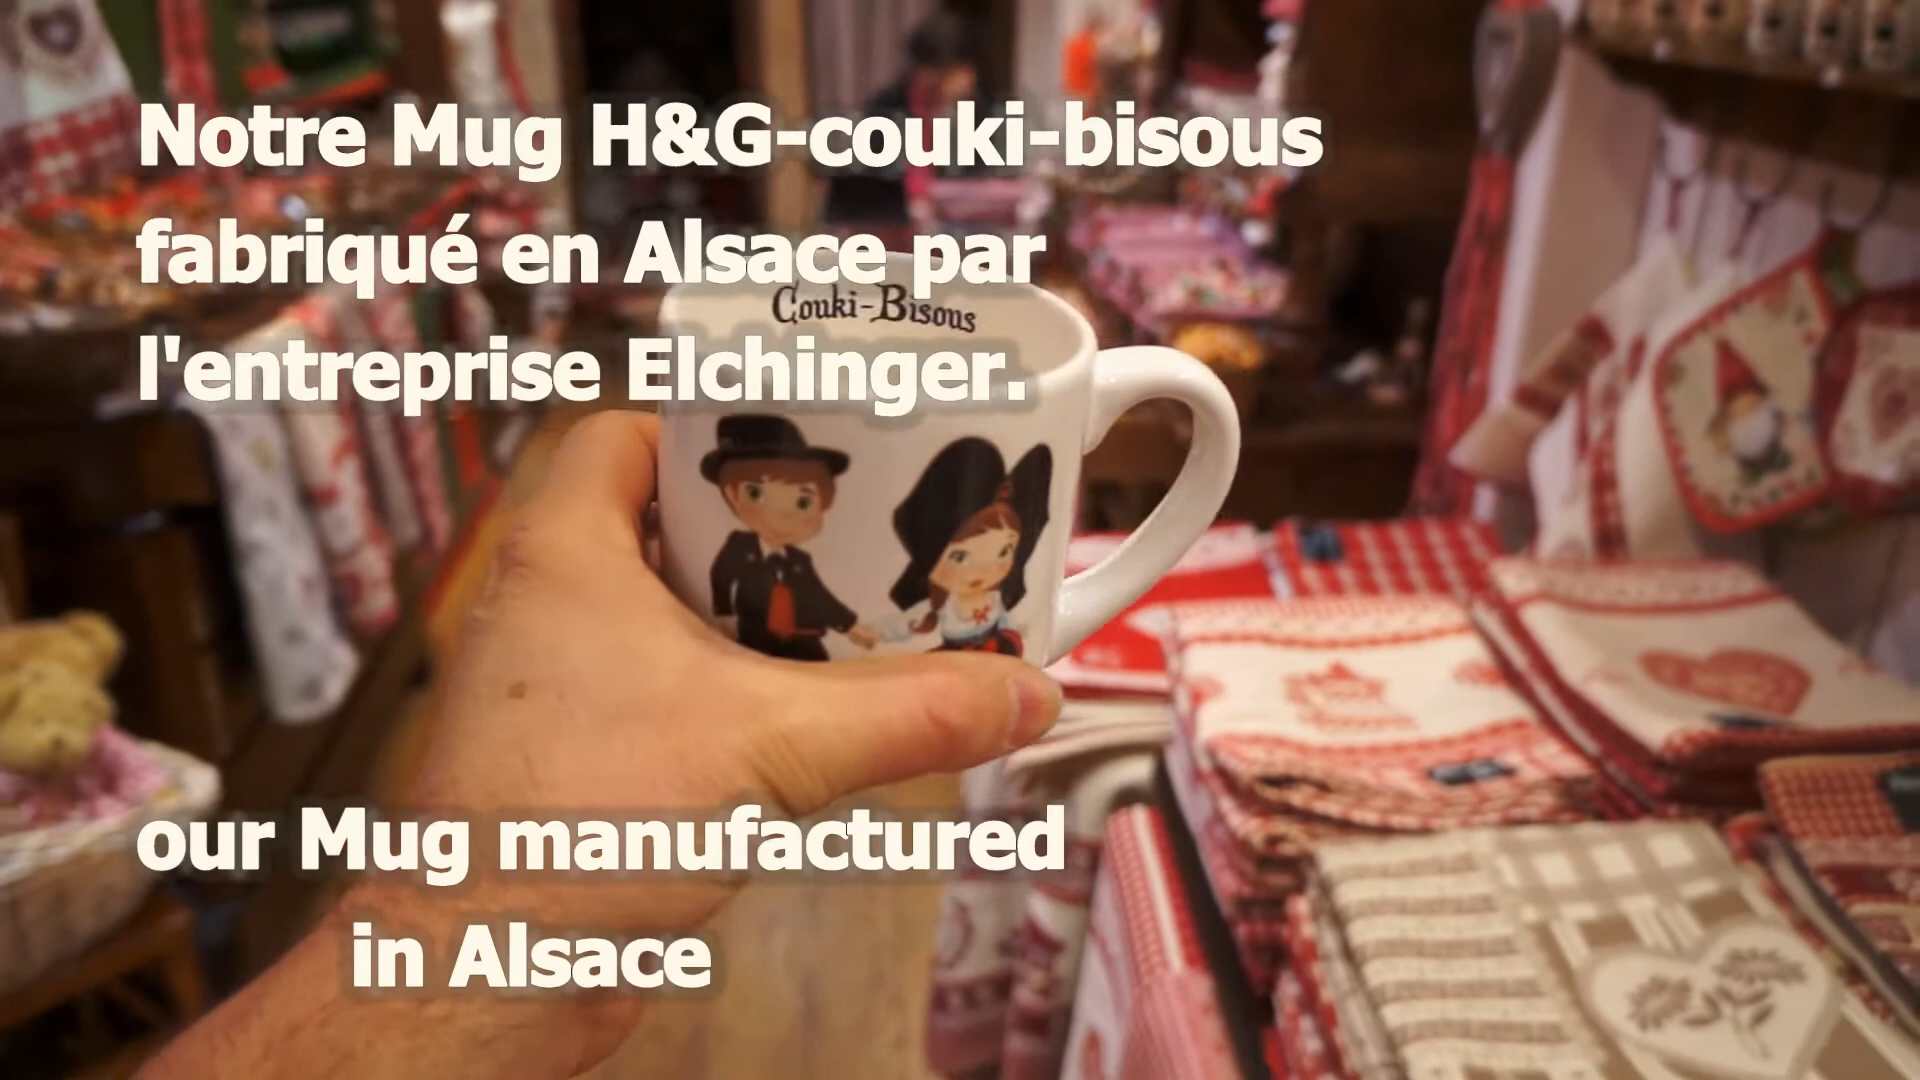 Notre Mug H&G-couki-bisous
fabriqué en Alsace par
Couki-Bisous
l'entreprise Elchinger.
our Mug manufactured
in Alsace